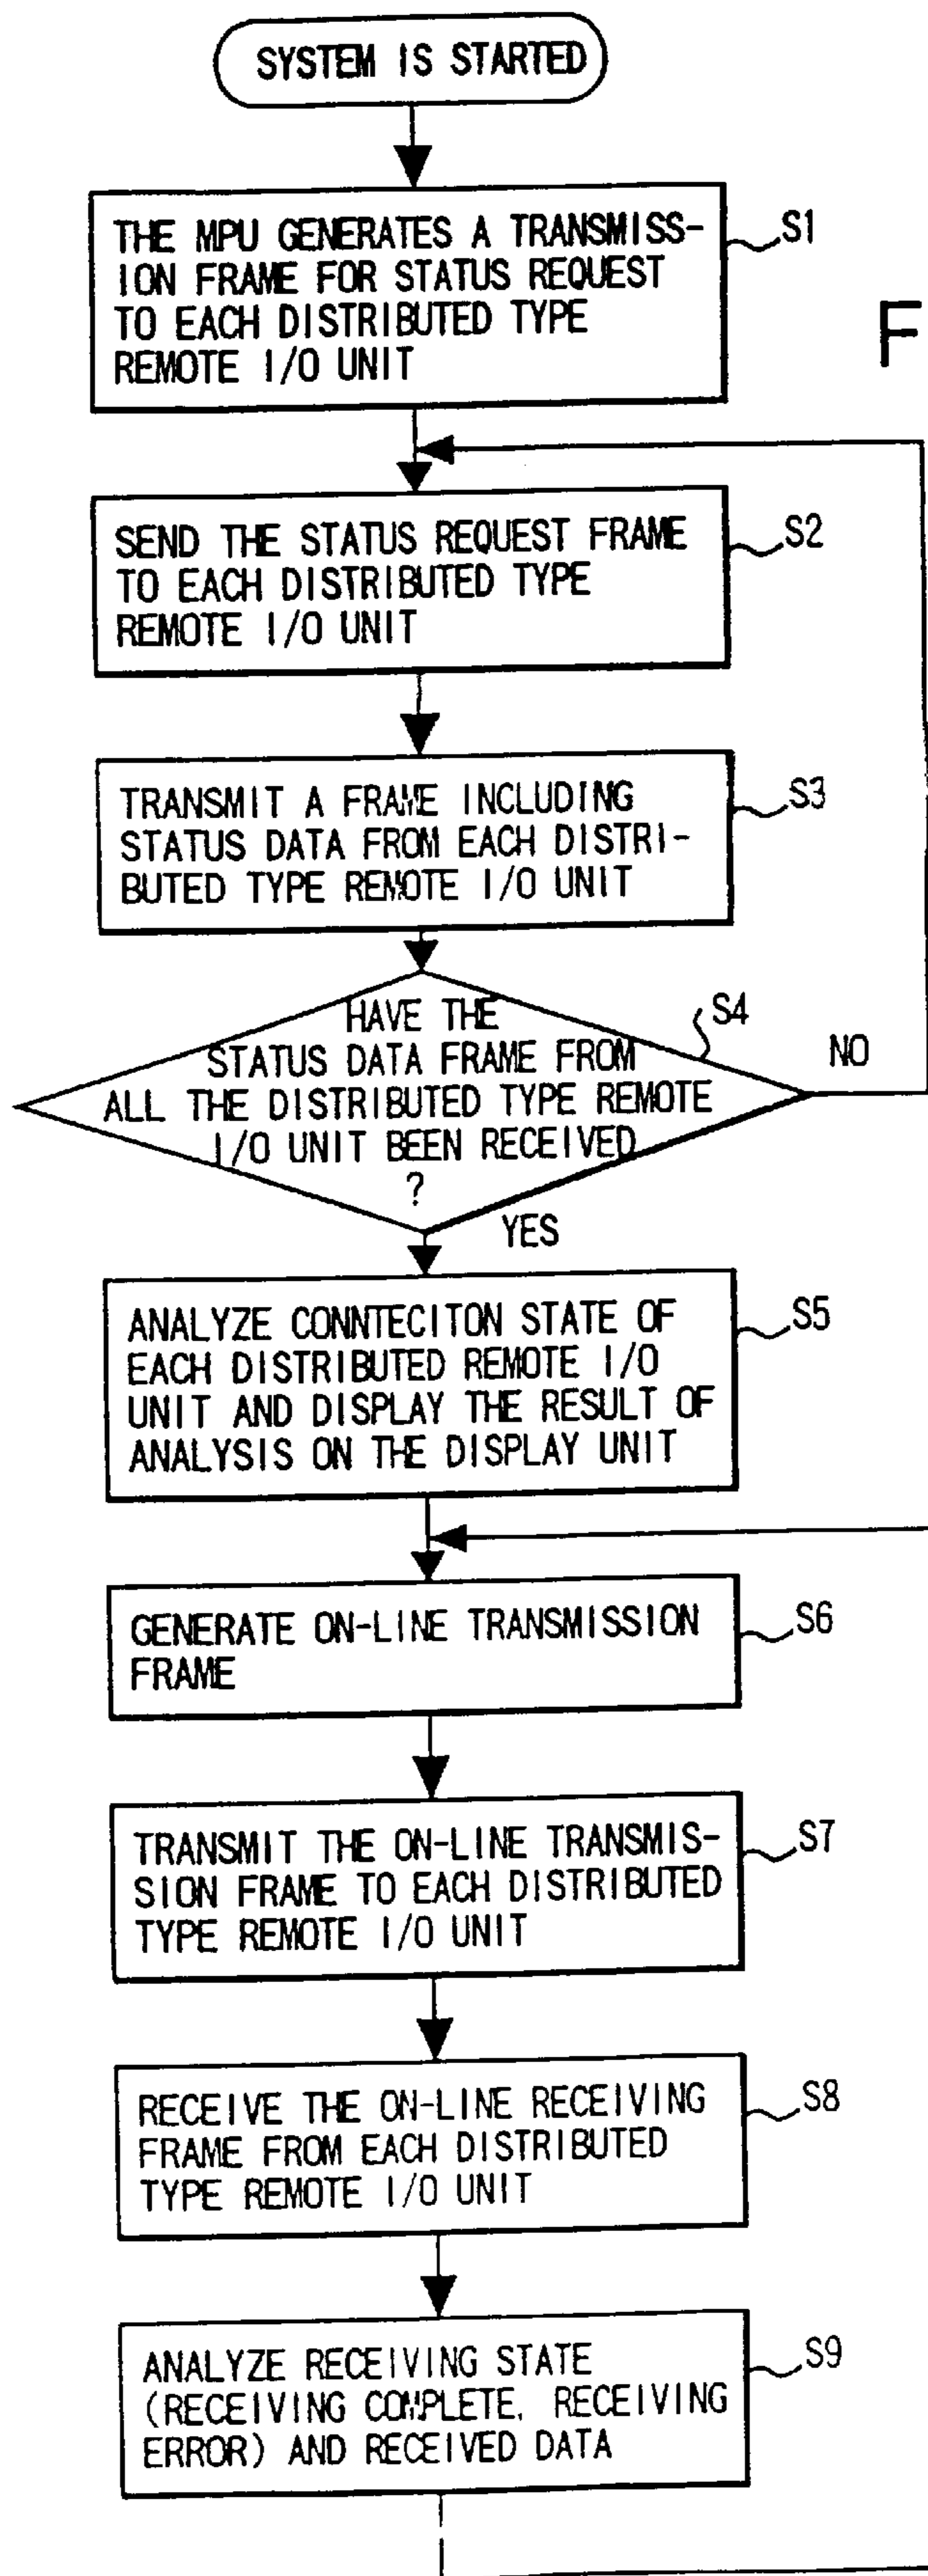 SYSTEM IS STARTED
THE MPU GENERATES A TRANSMISS-
ION FRAME FOR STATUS REQUEST
TO EACH DISTRIBUTED TYPE
REMOTE I/O UNIT
S1
F
SEND THE STATUS REQUEST FRAME
TO EACH DISTRIBUTED TYPE
REMOTE I/O UNIT
S2
TRANSMIT A FRAME INCLUDING
STATUS DATA FROM EACH DISTRI-
BUTED TYPE REMOTE I/O UNIT
S3
HAVE THE
STATUS DATA FRAME FROM
ALL THE DISTRIBUTED TYPE REMOTE
I/O UNIT BEEN RECEIVED
?
S4
NO
YES
ANALYZE CONNTECITON STATE OF
EACH DISTRIBUTED REMOTE I/O
UNIT AND DISPLAY THE RESULT OF
ANALYSIS ON THE DISPLAY UNIT
S5
GENERATE ON-LINE TRANSMISSION
FRAME
S6
TRANSMIT THE ON-LINE TRANSMIS-
SION FRAME TO EACH DISTRIBUTED
TYPE REMOTE I/O UNIT
S7
RECEIVE THE ON-LINE RECEIVING
FRAME FROM EACH DISTRIBUTED
TYPE REMOTE I/O UNIT
S8
ANALYZE RECEIVING STATE
(RECEIVING COMPLETE, RECEIVING
ERROR) AND RECEIVED DATA
S9